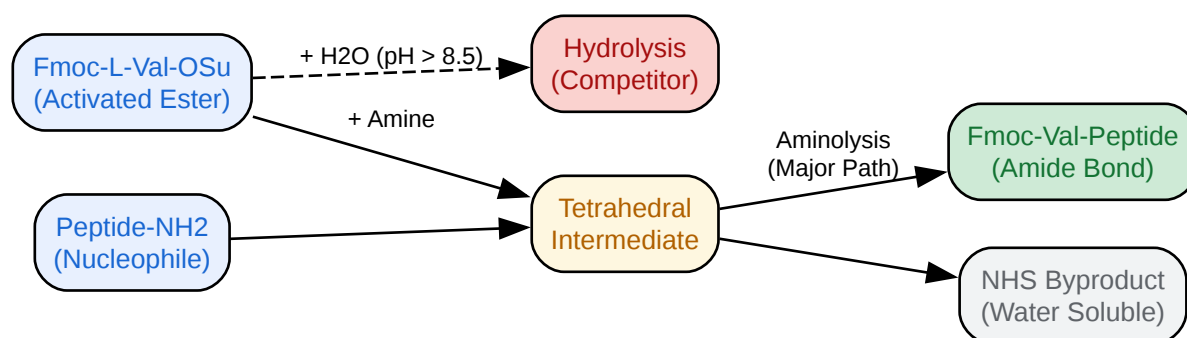 Fmoc-L-Val-OSu
(Activated Ester)
+ H2O (pH > 8.5)
Hydrolysis
(Competitor)
+ Amine
Peptide-NH2
(Nucleophile)
Tetrahedral
Intermediate
Aminolysis
(Major Path)
Fmoc-Val-Peptide
(Amide Bond)
NHS Byproduct
(Water Soluble)